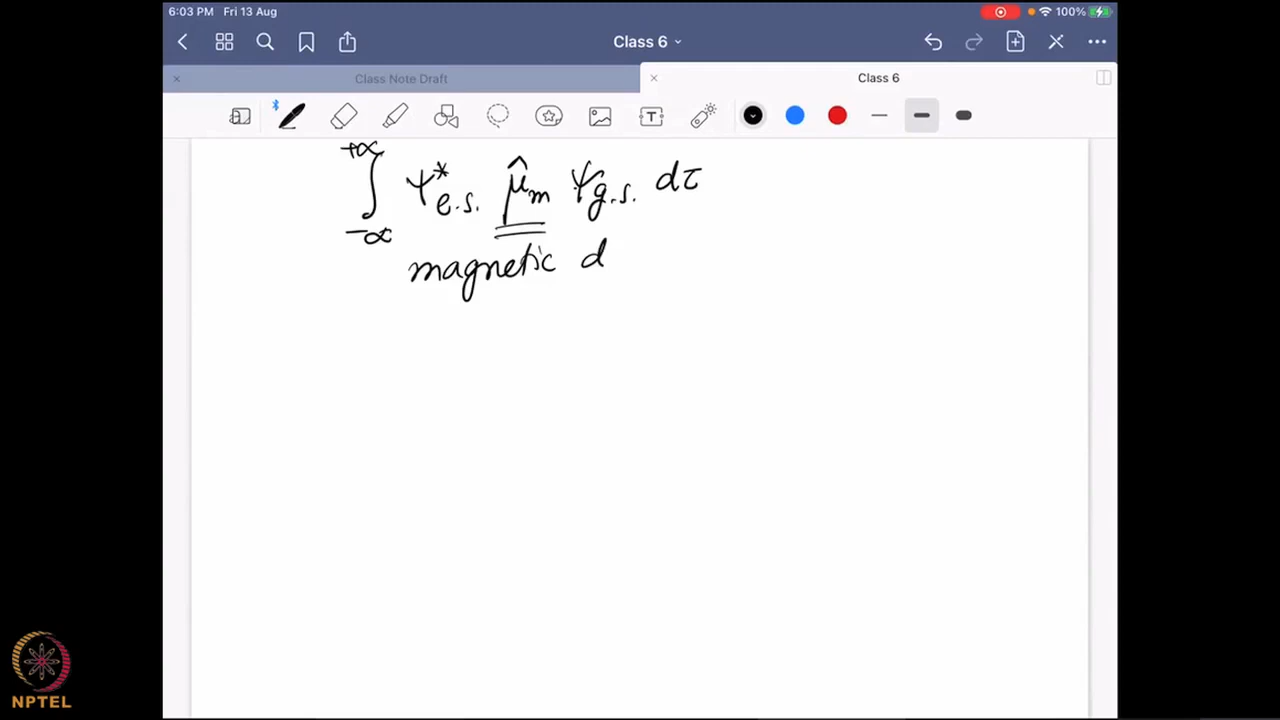 6:03 PM Fri 13 Aug 100%
Class 6
Class Note Draft
Class 6
T
+∝
∫ ψ*e.s. μ̂m ψg.s. dτ
-∝
magnetic d
NPTEL